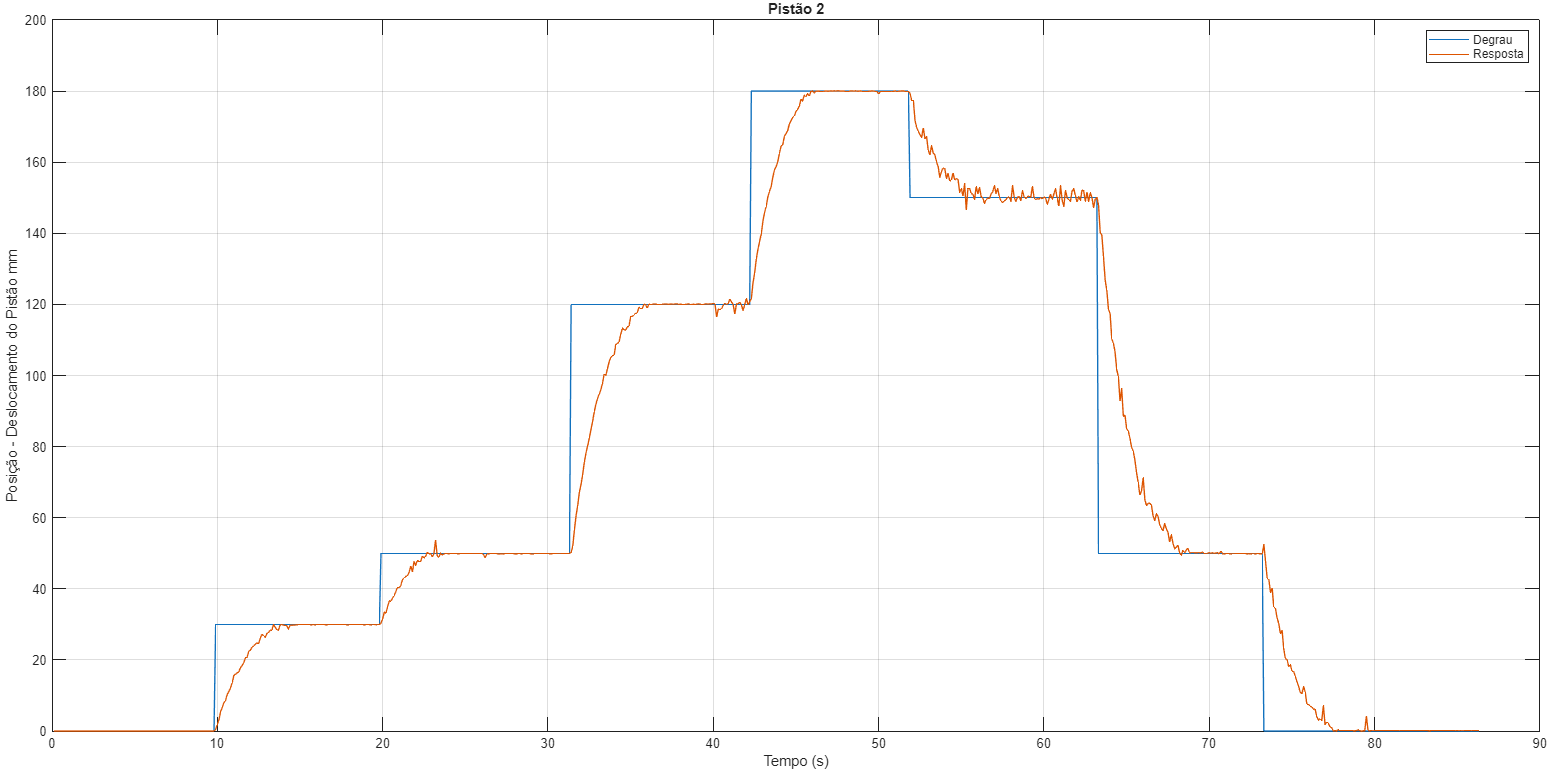 Pistão 2
Degrau
Resposta
Posição - Deslocamento do Pistão mm
200
180
160
140
120
100
80
60
40
20
0
0 10 20 30 40 50 60 70 80 90
Tempo (s)